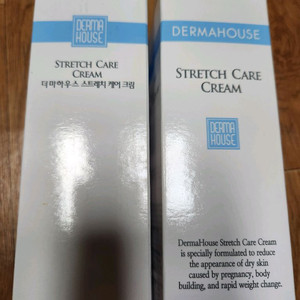 DERMA
HOUSE
STRETCH CARE
CREAM
더마하우스 스트레치 케어 크림
DERMAHOUSE
STRETCH CARE
CREAM
DERMA
HOUSE
DermaHouse Stretch Care Cream
is specially formulated to reduce
the appearance of dry skin
caused by pregnancy, body
building, and rapid weight change.